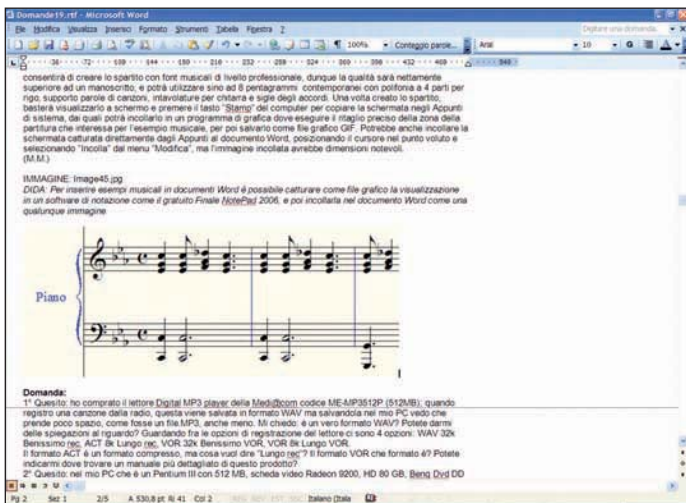 Domande19.rtf - Microsoft Word
File Modifica Visualizza Inserisci Formato Strumenti Tabella Finestra ?
Digitare una domanda.
100% Conteggio parole... Arial 10 G A
consentirà di creare lo spartito con font musicali di livello professionale, dunque la qualità sarà nettamente
superiore ad un manoscritto, e potrà utilizzare sino ad 8 pentagrammi contemporanei con polifonia a 4 parti per
rigo, supporto parole di canzoni, intavolature per chitarra e sigle degli accordi. Una volta creato lo spartito,
basterà visualizzarlo a schermo e premere il tasto "Stamp" del computer per copiare la schermata negli Appunti
di sistema, dai quali potrà incollarlo in un programma di grafica dove eseguire il ritaglio preciso della zona della
partitura che interessa per l'esempio musicale, per poi salvarlo come file grafico GIF. Potrebbe anche incollare la
schermata catturata direttamente dagli Appunti al documento Word, posizionando il cursore nel punto voluto e
selezionando "Incolla" dal menu "Modifica", ma l'immagine incollata avrebbe dimensioni notevoli.
(M.M.)
IMMAGINE: Image45.jpg
DIDA: Per inserire esempi musicali in documenti Word è possibile catturare come file grafico la visualizzazione
in un software di notazione come il gratuito Finale NotePad 2006, e poi incollarla nel documento Word come una
qualunque immagine
Piano
Domanda:
1° Quesito: ho comprato il lettore Digital MP3 player della Medi@com codice ME-MP3512P (512MB); quando
registro una canzone dalla radio, questa viene salvata in formato WAV ma salvandola nel mio PC vedo che
prende poco spazio, come fosse un file MP3, anche meno. Mi chiedo: è un vero formato WAV? Potete darmi
delle spiegazioni al riguardo? Guardando fra le opzioni di registrazione del lettore ci sono 4 opzioni: WAV 32k
Benissimo rec, ACT 8k Lungo rec, VOR 32k Benissimo VOR, VOR 8k Lungo VOR.
Il formato ACT è un formato compresso, ma cosa vuol dire "Lungo rec"? Il formato VOR che formato è? Potete
indicarmi dove trovare un manuale più dettagliato di questo prodotto?
2° Quesito: nel mio PC che è un Pentium III con 512 MB, scheda video Radeon 9200, HD 80 GB, Benq Dvd DD
Pg 2 Sez 1 2/5 A 530,8 pt Ri 41 Col 2 Italiano (Italia